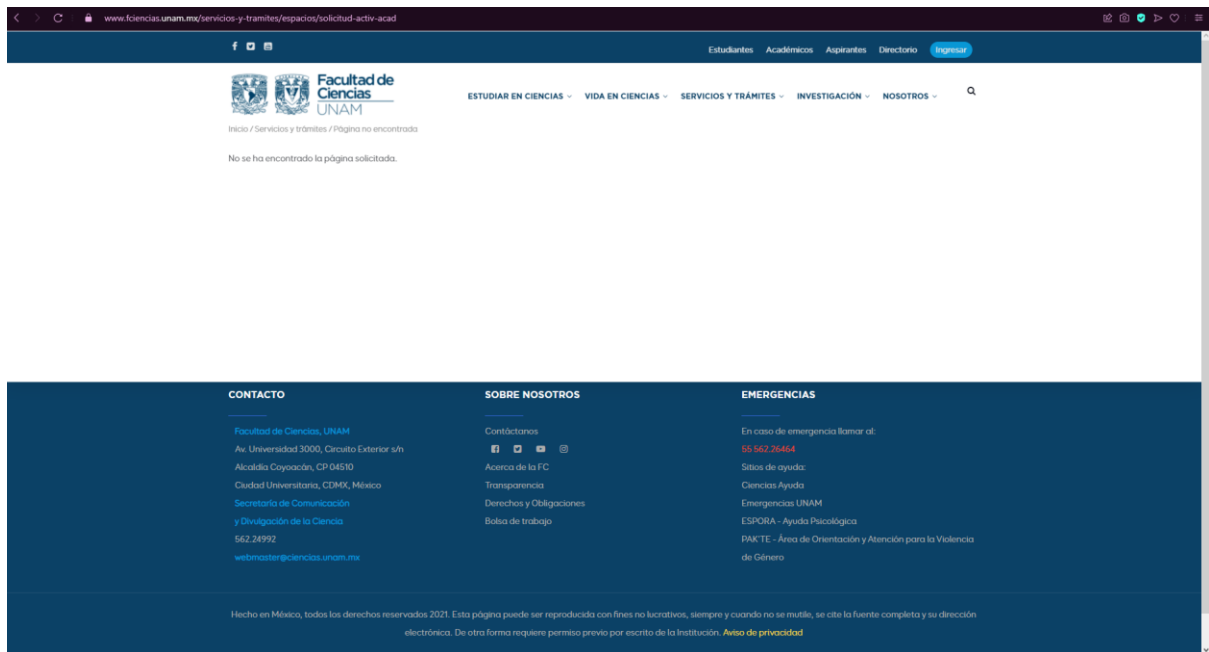 www.fciencias.unam.mx/servicios-y-tramites/espacios/solicitud-activ-acad
Estudiantes Académicos Aspirantes Directorio Ingresar
Facultad de
Ciencias
UNAM
ESTUDIAR EN CIENCIAS VIDA EN CIENCIAS SERVICIOS Y TRÁMITES INVESTIGACIÓN NOSOTROS
Inicio / Servicios y trámites / Página no encontrada
No se ha encontrado la página solicitada.
CONTACTO
Facultad de Ciencias, UNAM
Av. Universidad 3000, Circuito Exterior s/n
Alcaldía Coyoacán, CP 04510
Ciudad Universitaria, CDMX, México
Secretaría de Comunicación
y Divulgación de la Ciencia
562.24992
webmaster@ciencias.unam.mx
SOBRE NOSOTROS
Contáctanos
Acerca de la FC
Transparencia
Derechos y Obligaciones
Bolsa de trabajo
EMERGENCIAS
En caso de emergencia llamar al:
55 562.26464
Sitios de ayuda:
Ciencias Ayuda
Emergencias UNAM
ESPORA - Ayuda Psicológica
PAK'TE - Área de Orientación y Atención para la Violencia
de Género
Hecho en México, todos los derechos reservados 2021. Esta página puede ser reproducida con fines no lucrativos, siempre y cuando no se mutile, se cite la fuente completa y su dirección
electrónica. De otra forma requiere permiso previo por escrito de la Institución. Aviso de privacidad